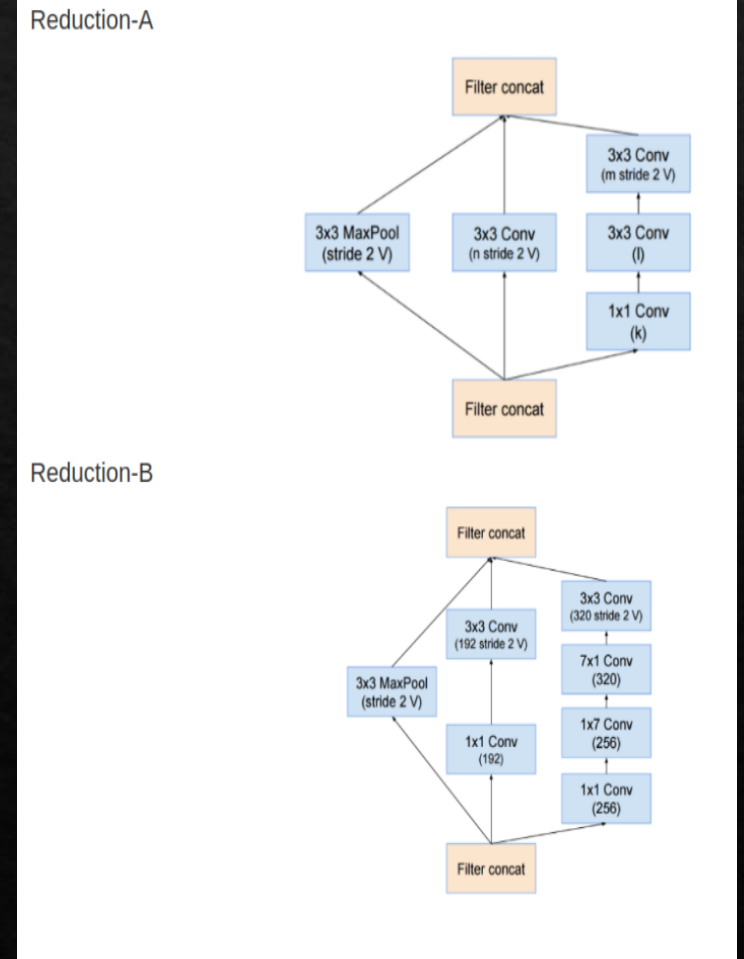 Reduction-A
Filter concat
3x3 Conv
(m stride 2 V)
3x3 MaxPool
(stride 2 V)
3x3 Conv
(n stride 2 V)
3x3 Conv
(l)
1x1 Conv
(k)
Filter concat
Reduction-B
Filter concat
3x3 Conv
(320 stride 2 V)
3x3 Conv
(192 stride 2 V)
7x1 Conv
(320)
3x3 MaxPool
(stride 2 V)
1x7 Conv
(256)
1x1 Conv
(192)
1x1 Conv
(256)
Filter concat